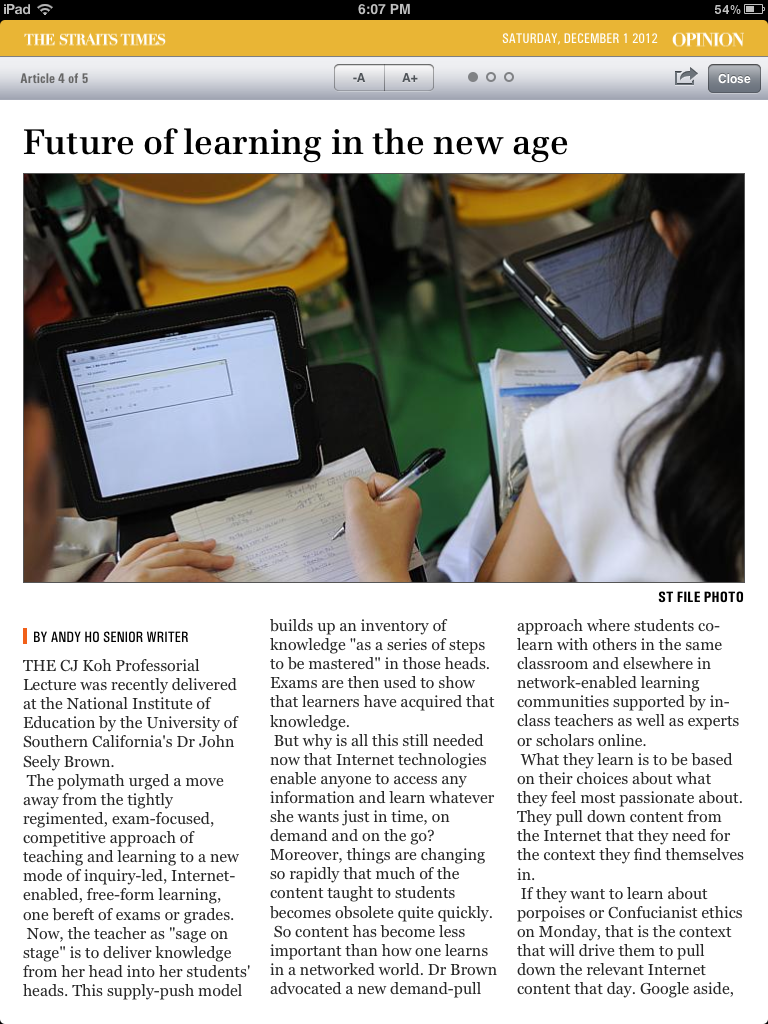 iPad 6:07 PM 54%
THE STRAITS TIMES SATURDAY, DECEMBER 1 2012 OPINION
Article 4 of 5 -A A+ Close
Future of learning in the new age
ST FILE PHOTO
BY ANDY HO SENIOR WRITER
THE CJ Koh Professorial
Lecture was recently delivered
at the National Institute of
Education by the University of
Southern California's Dr John
Seely Brown.
The polymath urged a move
away from the tightly
regimented, exam-focused,
competitive approach of
teaching and learning to a new
mode of inquiry-led, Internet-
enabled, free-form learning,
one bereft of exams or grades.
Now, the teacher as "sage on
stage" is to deliver knowledge
from her head into her students'
heads. This supply-push model
builds up an inventory of
knowledge "as a series of steps
to be mastered" in those heads.
Exams are then used to show
that learners have acquired that
knowledge.
But why is all this still needed
now that Internet technologies
enable anyone to access any
information and learn whatever
she wants just in time, on
demand and on the go?
Moreover, things are changing
so rapidly that much of the
content taught to students
becomes obsolete quite quickly.
So content has become less
important than how one learns
in a networked world. Dr Brown
advocated a new demand-pull
approach where students co-
learn with others in the same
classroom and elsewhere in
network-enabled learning
communities supported by in-
class teachers as well as experts
or scholars online.
What they learn is to be based
on their choices about what
they feel most passionate about.
They pull down content from
the Internet that they need for
the context they find themselves
in.
If they want to learn about
porpoises or Confucianist ethics
on Monday, that is the context
that will drive them to pull
down the relevant Internet
content that day. Google aside,